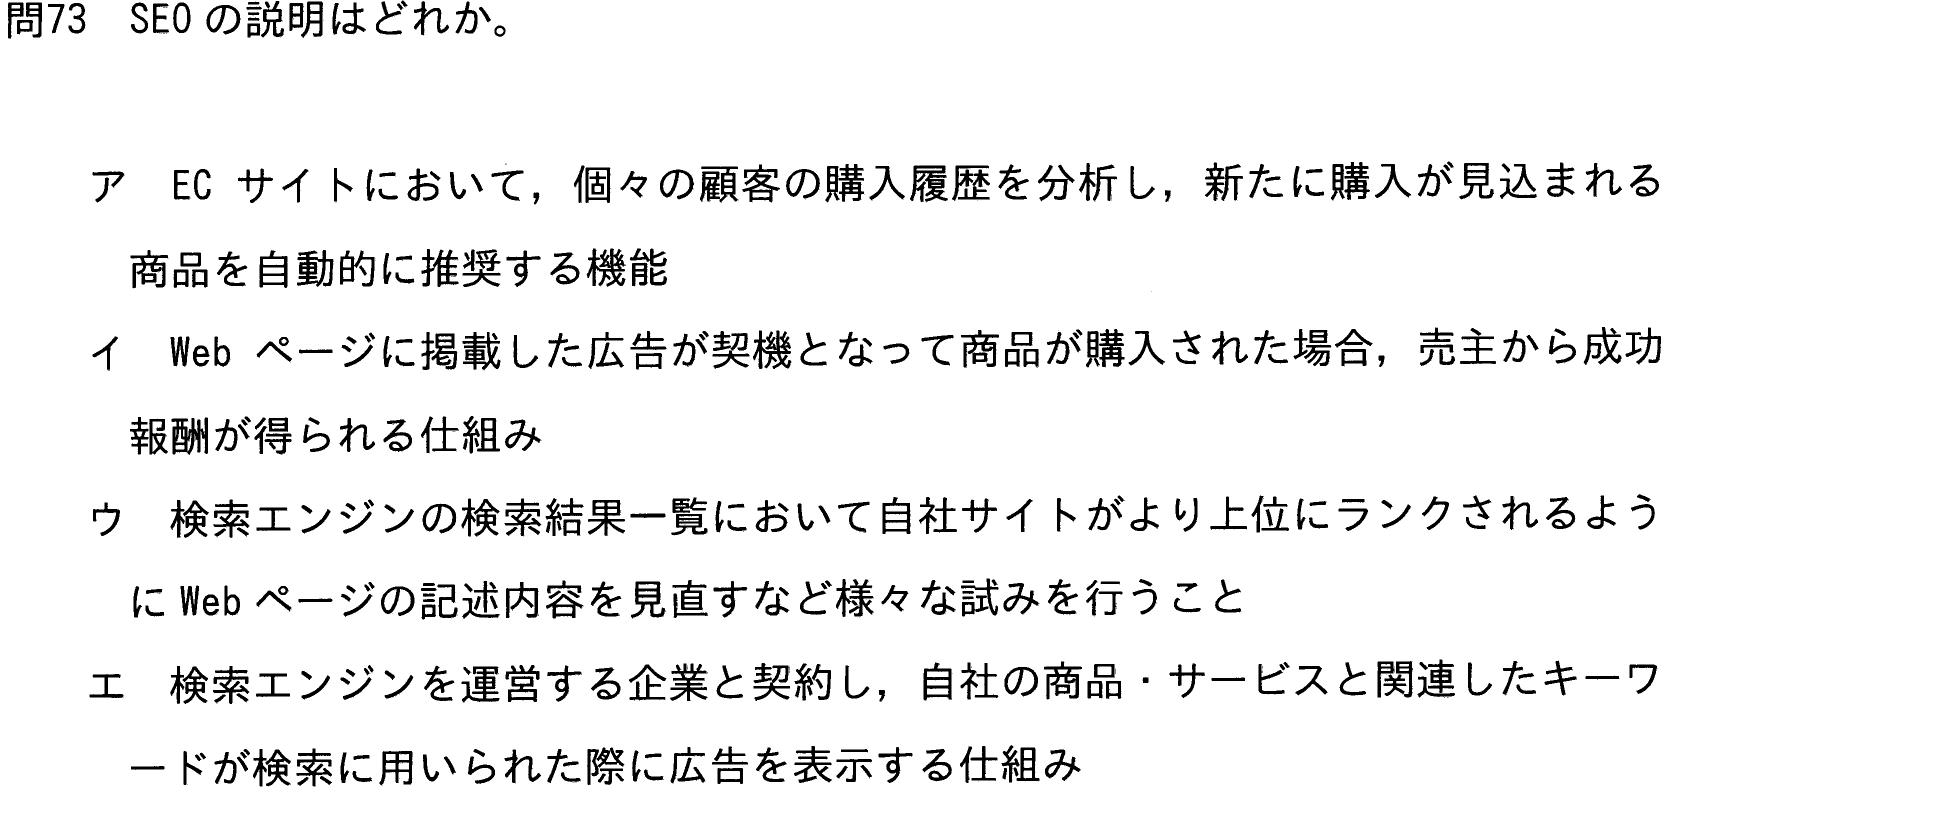 問73　SEO の説明はどれか。
ア　EC サイトにおいて，個々の顧客の購入履歴を分析し，新たに購入が見込まれる
商品を自動的に推奨する機能
イ　Web ページに掲載した広告が契機となって商品が購入された場合，売主から成功
報酬が得られる仕組み
ウ　検索エンジンの検索結果一覧において自社サイトがより上位にランクされるよう
に Web ページの記述内容を見直すなど様々な試みを行うこと
エ　検索エンジンを運営する企業と契約し，自社の商品・サービスと関連したキーワ
ードが検索に用いられた際に広告を表示する仕組み